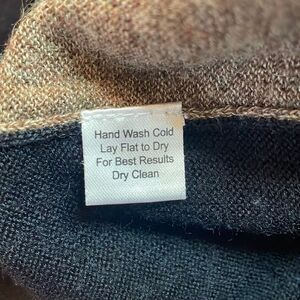 Hand Wash Cold
Lay Flat to Dry
For Best Results
Dry Clean